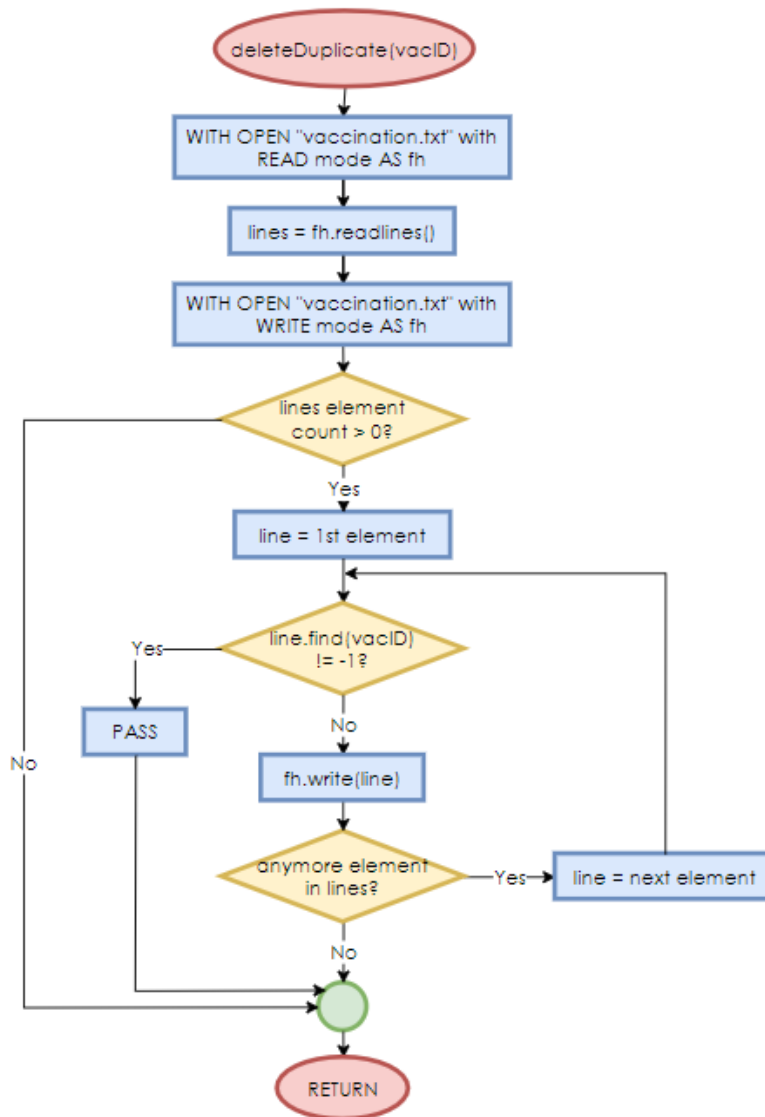 deleteDuplicate(vacID)
WITH OPEN "vaccination.txt" with
READ mode AS fh
lines = fh.readlines()
WITH OPEN "vaccination.txt" with
WRITE mode AS fh
lines element
count > 0?
Yes
line = 1st element
line.find(vacID)
!= -1?
Yes
PASS
No
No
fh.write(line)
anymore element
in lines?
Yes
line = next element
No
RETURN